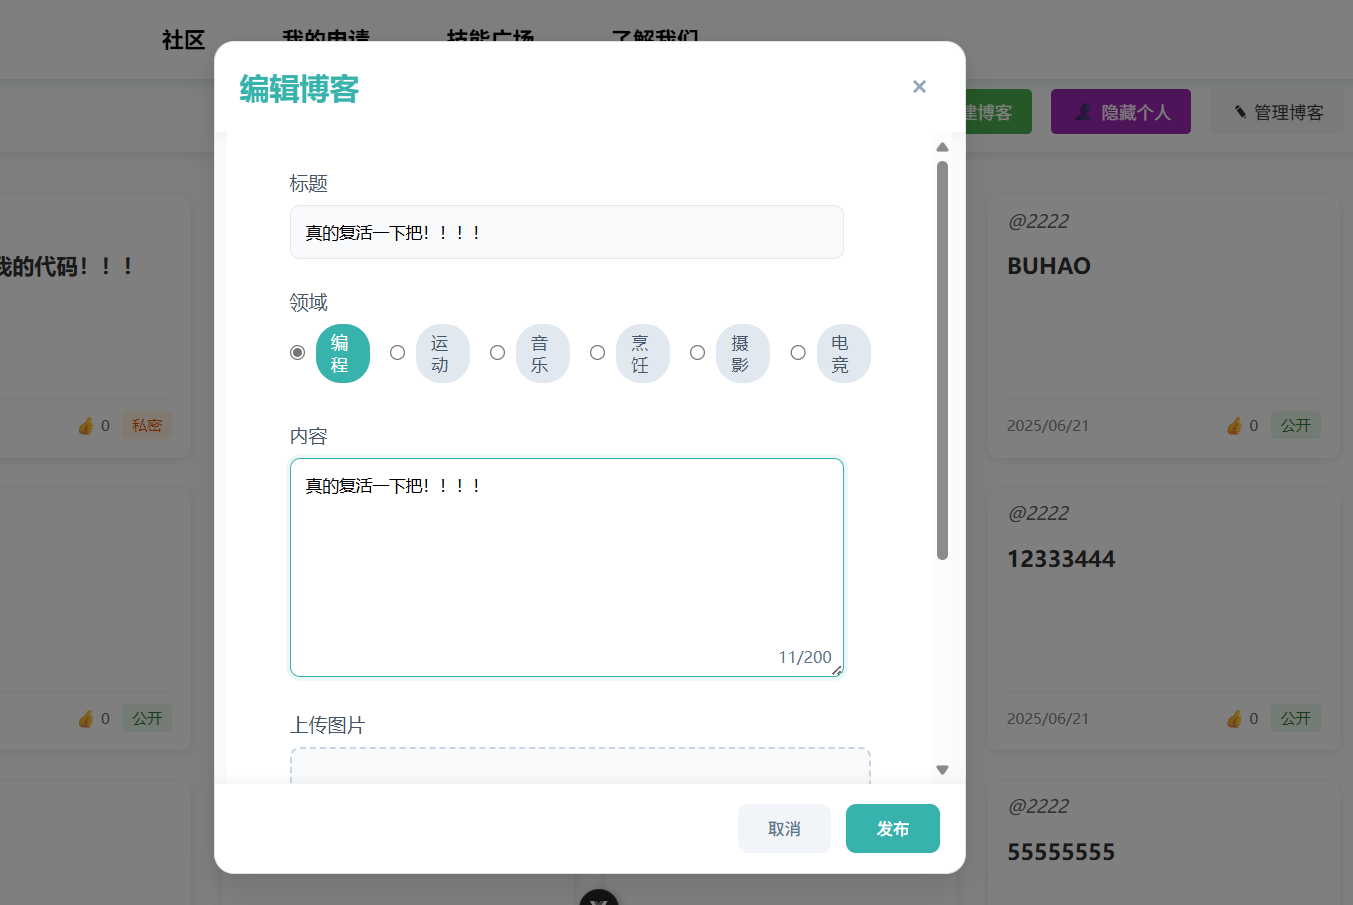 社区 我的申请 技能广场 了解我们
编辑博客
×
建博客 隐藏个人 管理博客
标题
真的复活一下把！！！！
领域
编程
运动
音乐
烹饪
摄影
电竞
内容
真的复活一下把！！！！
11/200
上传图片
取消 发布
我的代码！！！
0 私密
0 公开
@2222
BUHAO
2025/06/21 0 公开
@2222
12333444
2025/06/21 0 公开
@2222
55555555